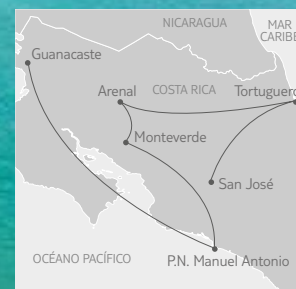 NICARAGUA
MAR
CARIBE
Guanacaste
Arenal
COSTA RICA
Tortuguero
Monteverde
San José
OCÉANO PACÍFICO
P.N. Manuel Antonio